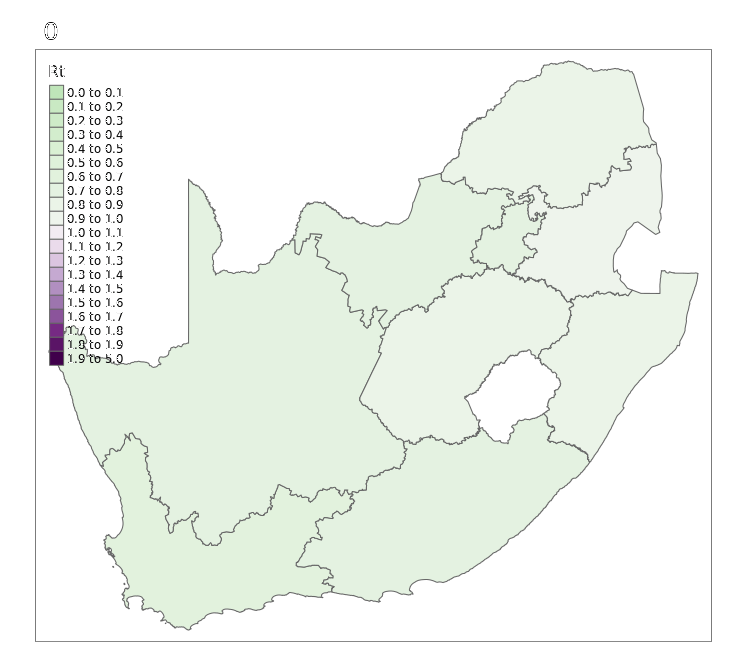 0
Rt
0.0 to 0.1
0.1 to 0.2
0.2 to 0.3
0.3 to 0.4
0.4 to 0.5
0.5 to 0.6
0.6 to 0.7
0.7 to 0.8
0.8 to 0.9
0.9 to 1.0
1.0 to 1.1
1.1 to 1.2
1.2 to 1.3
1.3 to 1.4
1.4 to 1.5
1.5 to 1.6
1.6 to 1.7
1.7 to 1.8
1.8 to 1.9
1.9 to 5.0